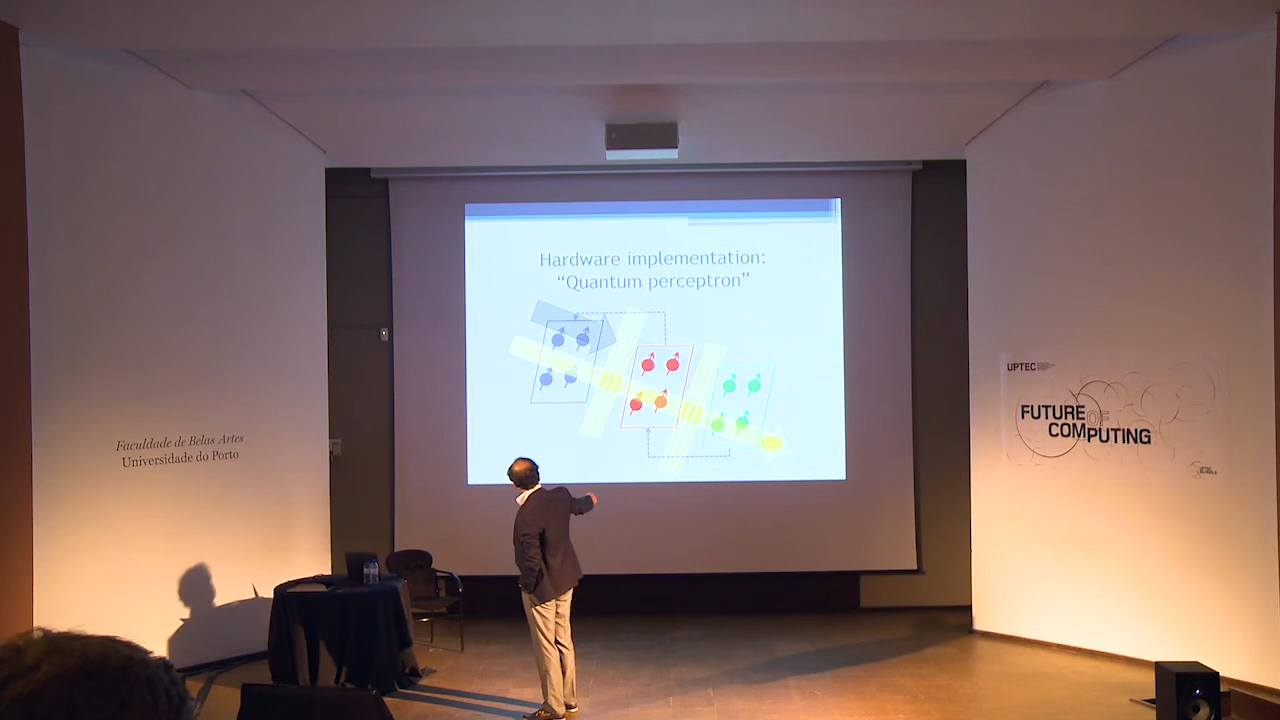 Hardware implementation:
“Quantum perceptron”
Faculdade de Belas Artes
Universidade do Porto
UPTEC
FUTURE OF
COMPUTING